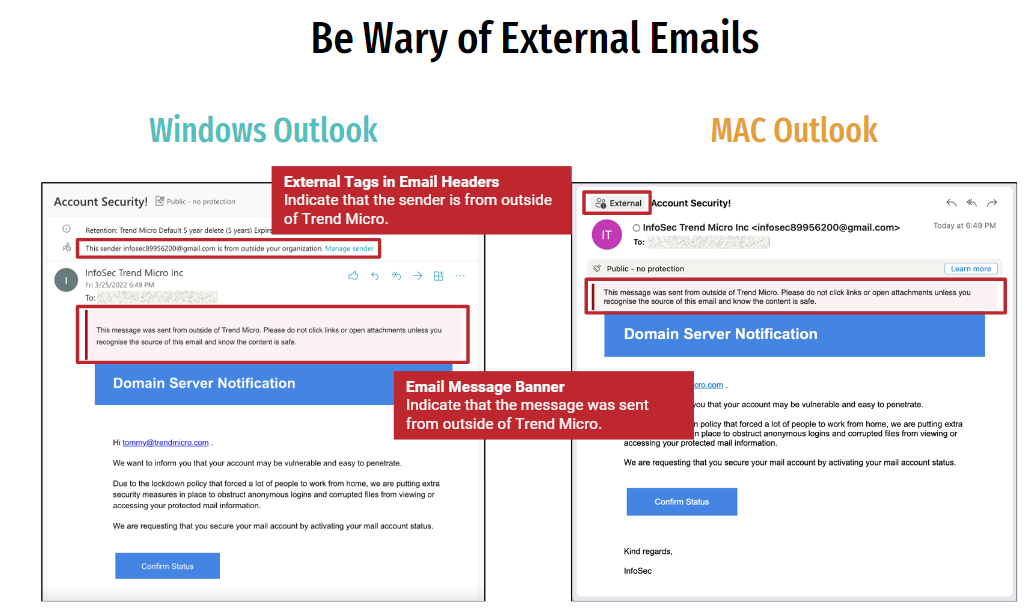 Be Wary of External Emails
Windows Outlook
MAC Outlook
External Tags in Email Headers
Indicate that the sender is from outside
of Trend Micro.
Account Security!
Public - no protection
Retention: Trend Micro Default 5 year delete (5 years) Expire
This sender infosec89956200@gmail.com is from outside your organization. Manage sender
I
InfoSec Trend Micro Inc
Fri 3/25/2022 6:49 PM
To:
This message was sent from outside of Trend Micro. Please do not click links or open attachments unless you
recognise the source of this email and know the content is safe.
Domain Server Notification
Email Message Banner
Indicate that the message was sent
from outside of Trend Micro.
Hi tommy@trendmicro.com .
We want to inform you that your account may be vulnerable and easy to penetrate.
Due to the lockdown policy that forced a lot of people to work from home, we are putting extra
security measures in place to obstruct anonymous logins and corrupted files from viewing or
accessing your protected mail information.
We are requesting that you secure your mail account by activating your mail account status.
Confirm Status
External
Account Security!
IT
InfoSec Trend Micro Inc <infosec89956200@gmail.com>
Today at 6:49 PM
To:
Public - no protection
Learn more
This message was sent from outside of Trend Micro. Please do not click links or open attachments unless you
recognise the source of this email and know the content is safe.
Domain Server Notification
cro.com .
you that your account may be vulnerable and easy to penetrate.
n policy that forced a lot of people to work from home, we are putting extra
n place to obstruct anonymous logins and corrupted files from viewing or
accessing your protected mail information.
We are requesting that you secure your mail account by activating your mail account status.
Confirm Status
Kind regards,
InfoSec